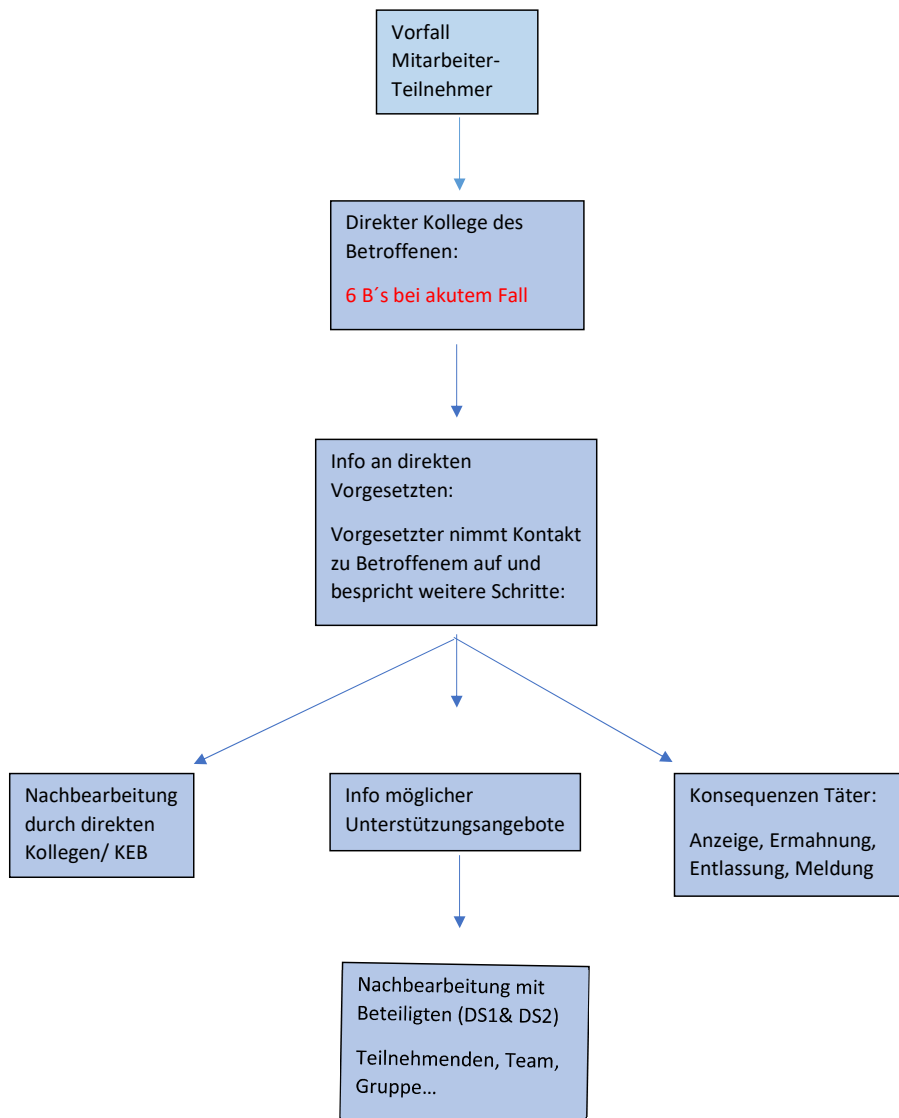 Vorfall
Mitarbeiter-
Teilnehmer
Direkter Kollege des
Betroffenen:
6 B´s bei akutem Fall
Info an direkten
Vorgesetzten:
Vorgesetzter nimmt Kontakt
zu Betroffenem auf und
bespricht weitere Schritte:
Nachbearbeitung
durch direkten
Kollegen/ KEB
Info möglicher
Unterstützungsangebote
Konsequenzen Täter:
Anzeige, Ermahnung,
Entlassung, Meldung
Nachbearbeitung mit
Beteiligten (DS1& DS2)
Teilnehmenden, Team,
Gruppe…